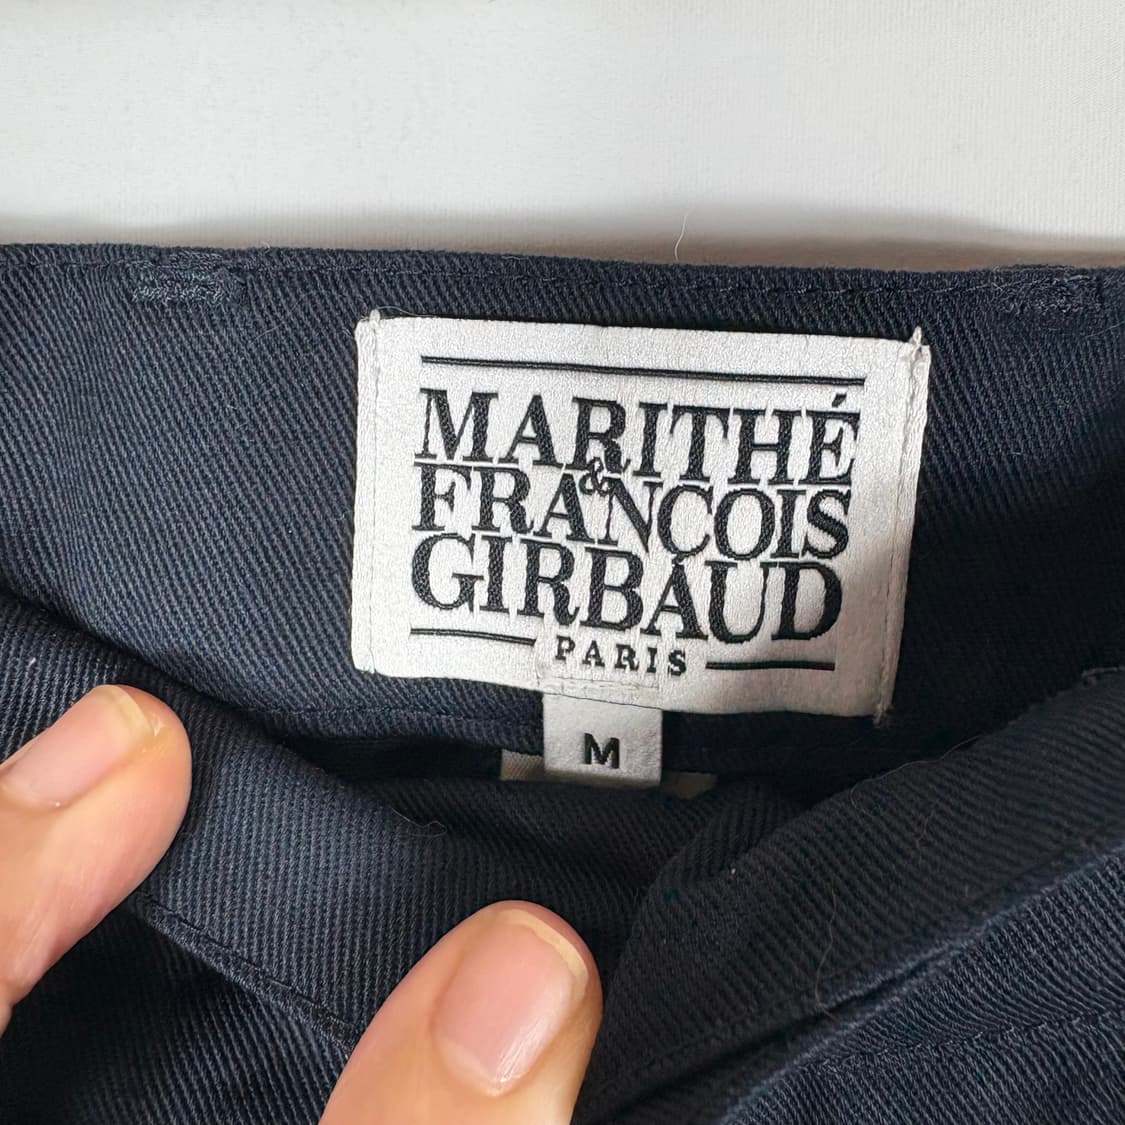 MARITHÉ
&
FRANÇOIS
GIRBAUD
PARIS
M